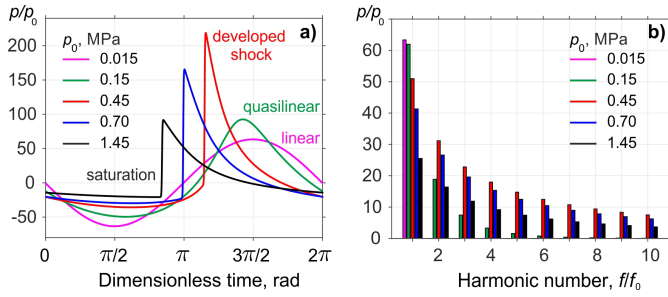 p/p₀
a)
developed
shock
p₀, MPa
0.015
0.15
0.45
0.70
1.45
quasilinear
linear
saturation
200
150
100
50
0
-50
0
π/2
π
3π/2
2π
Dimensionless time, rad
p/p₀
b)
p₀, MPa
0.015
0.15
0.45
0.70
1.45
60
50
40
30
20
10
0
2
4
6
8
10
Harmonic number, f/f₀